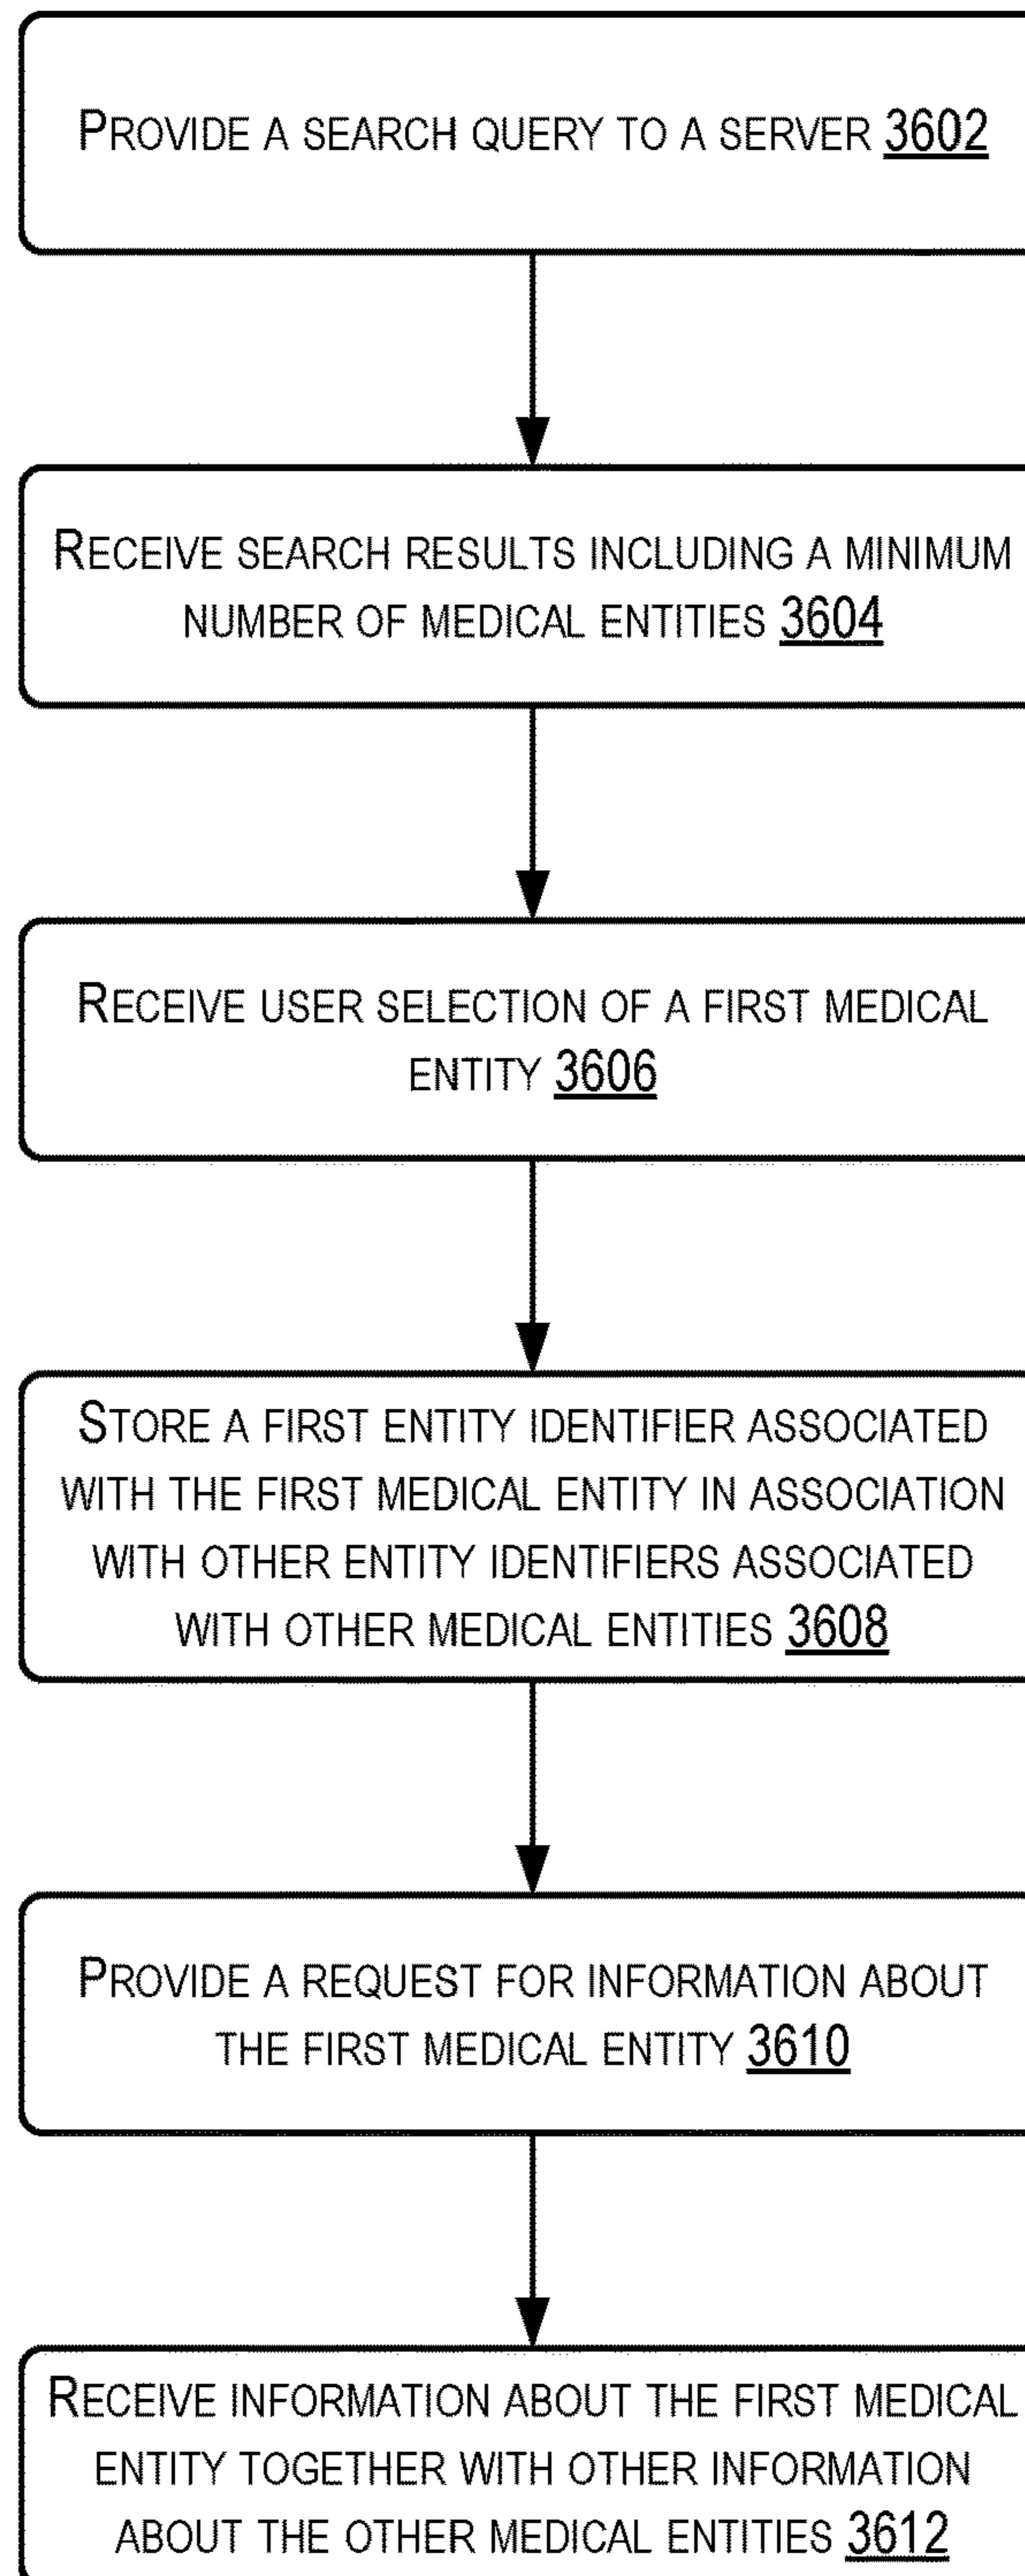 PROVIDE A SEARCH QUERY TO A SERVER 3602
RECEIVE SEARCH RESULTS INCLUDING A MINIMUM
NUMBER OF MEDICAL ENTITIES 3604
RECEIVE USER SELECTION OF A FIRST MEDICAL
ENTITY 3606
STORE A FIRST ENTITY IDENTIFIER ASSOCIATED
WITH THE FIRST MEDICAL ENTITY IN ASSOCIATION
WITH OTHER ENTITY IDENTIFIERS ASSOCIATED
WITH OTHER MEDICAL ENTITIES 3608
PROVIDE A REQUEST FOR INFORMATION ABOUT
THE FIRST MEDICAL ENTITY 3610
RECEIVE INFORMATION ABOUT THE FIRST MEDICAL
ENTITY TOGETHER WITH OTHER INFORMATION
ABOUT THE OTHER MEDICAL ENTITIES 3612